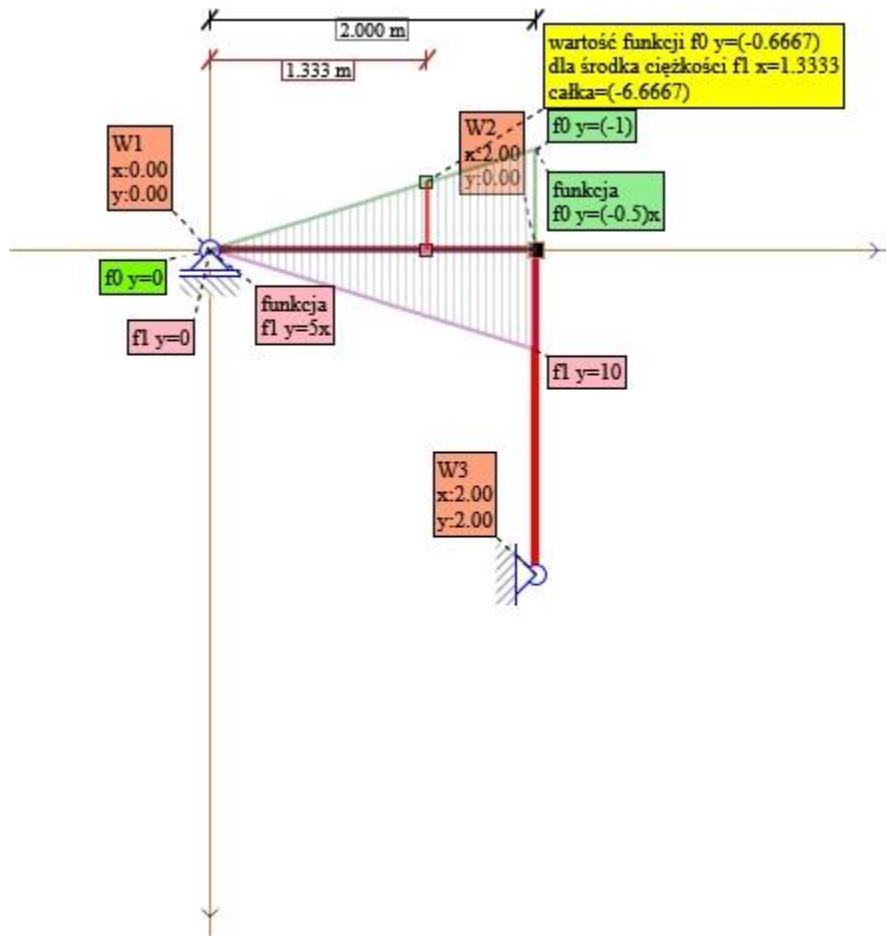 2.000 m
1.333 m
wartość funkcji f0 y=(-0.6667)
dla środka ciężkości f1 x=1.3333
całka=(-6.6667)
W1
x:0.00
y:0.00
W2
x:2.00
y:0.00
f0 y=(-1)
funkcja
f0 y=(-0.5)x
f0 y=0
funkcja
f1 y=5x
f1 y=0
f1 y=10
W3
x:2.00
y:2.00